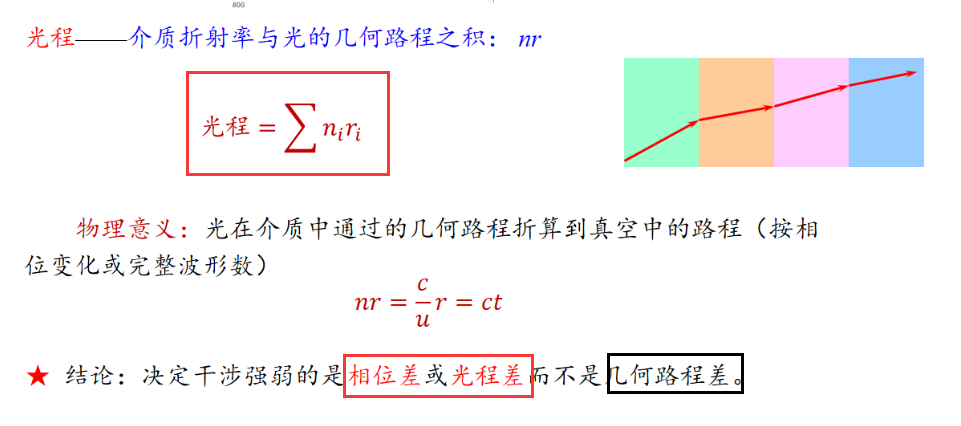 800
光程——介质折射率与光的几何路程之积： nr
光程 = ∑ nᵢrᵢ
物理意义：光在介质中通过的几何路程折算到真空中的路程（按相
位变化或完整波形数）
nr = c/u r = ct
★ 结论：决定干涉强弱的是相位差或光程差而不是几何路程差。